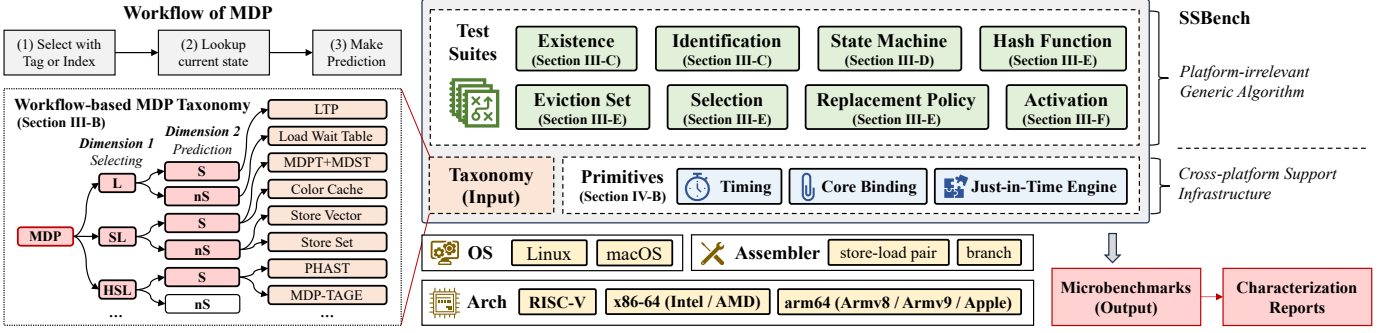 Workflow of MDP
(1) Select with
Tag or Index
(2) Lookup
current state
(3) Make
Prediction
Workflow-based MDP Taxonomy
(Section III-B)
Dimension 1
Selecting
Dimension 2
Prediction
MDP
L
SL
HSL
...
S
nS
S
nS
S
nS
LTP
Load Wait Table
MDPT+MDST
Color Cache
Store Vector
Store Set
PHAST
MDP-TAGE
...
Test
Suites
Existence
(Section III-C)
Identification
(Section III-C)
State Machine
(Section III-D)
Hash Function
(Section III-E)
Eviction Set
(Section III-E)
Selection
(Section III-E)
Replacement Policy
(Section III-E)
Activation
(Section III-F)
Taxonomy
(Input)
Primitives
(Section IV-B)
Timing
Core Binding
Just-in-Time Engine
SSBench
Platform-irrelevant
Generic Algorithm
Cross-platform Support
Infrastructure
OS
Linux
macOS
Assembler
store-load pair
branch
Arch
RISC-V
x86-64 (Intel / AMD)
arm64 (Armv8 / Armv9 / Apple)
Microbenchmarks
(Output)
Characterization
Reports